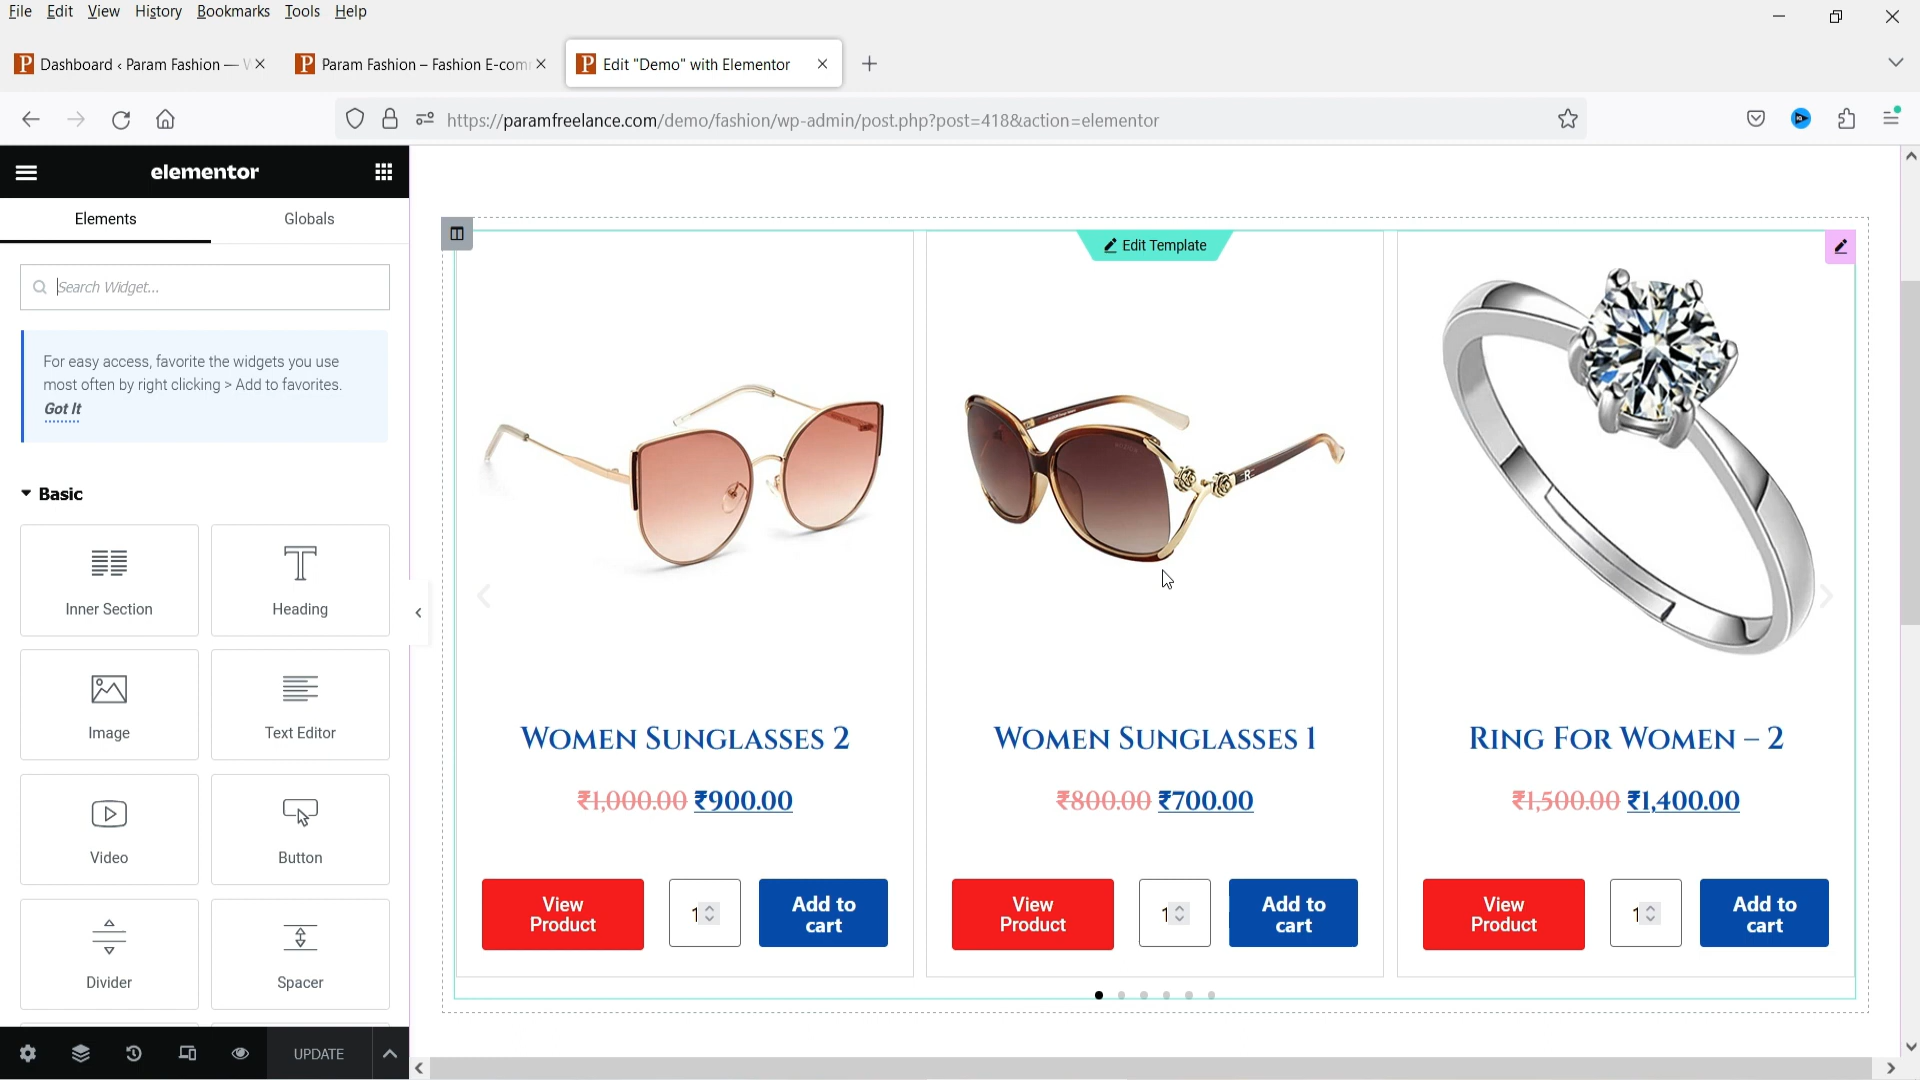 File Edit View History Bookmarks Tools Help
Dashboard ‹ Param Fashion — W
Param Fashion – Fashion E-com
Edit "Demo" with Elementor
https://paramfreelance.com/demo/fashion/wp-admin/post.php?post=418&action=elementor
elementor
Elements Globals
Search Widget...
For easy access, favorite the widgets you use
most often by right clicking > Add to favorites.
Got It
Basic
Inner Section Heading
Image Text Editor
Video Button
Divider Spacer
UPDATE
Edit Template
Women Sunglasses 2 Women Sunglasses 1 Ring For Women – 2
₹1,000.00 ₹900.00 ₹800.00 ₹700.00 ₹1,500.00 ₹1,400.00
View
Product
1
Add to
cart
View
Product
1
Add to
cart
View
Product
1
Add to
cart